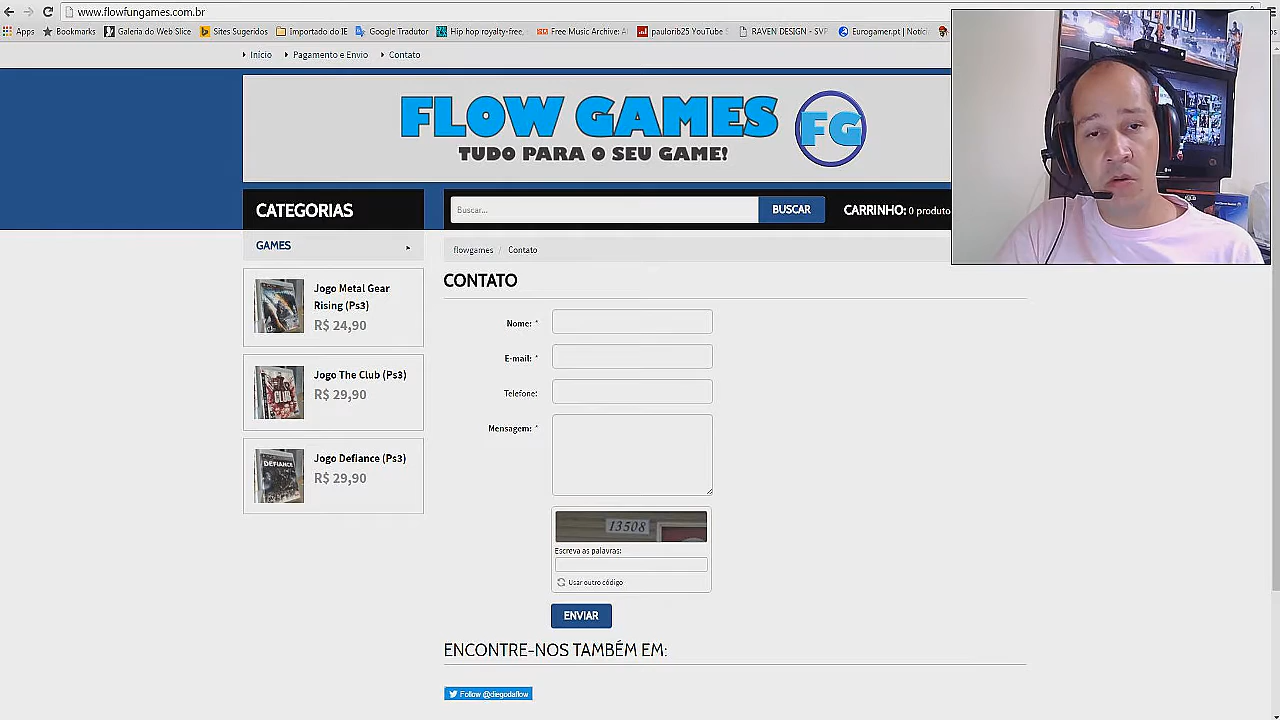 www.flowfungames.com.br
Apps Bookmarks Galeria do Web Slice Sites Sugeridos Importado do IE Google Translate Hip hop royalty-free, Free Music Archive: paulorib25 YouTube RAVEN DESIGN - SVP Eurogamer.pt | Notíci
Início Pagamento e Envio Contato
FLOW GAMES FG
TUDO PARA O SEU GAME!
CATEGORIAS
Buscar... BUSCAR CARRINHO: 0 produto
GAMES
flowgames / Contato
CONTATO
Jogo Metal Gear
Rising (Ps3)
R$ 24,90
Jogo The Club (Ps3)
R$ 29,90
DEFIANCE
Jogo Defiance (Ps3)
R$ 29,90
Nome: *
E-mail: *
Telefone:
Mensagem: *
13508
Escreva as palavras:
Usar outro código
ENVIAR
ENCONTRE-NOS TAMBÉM EM:
Follow @diegodaflow